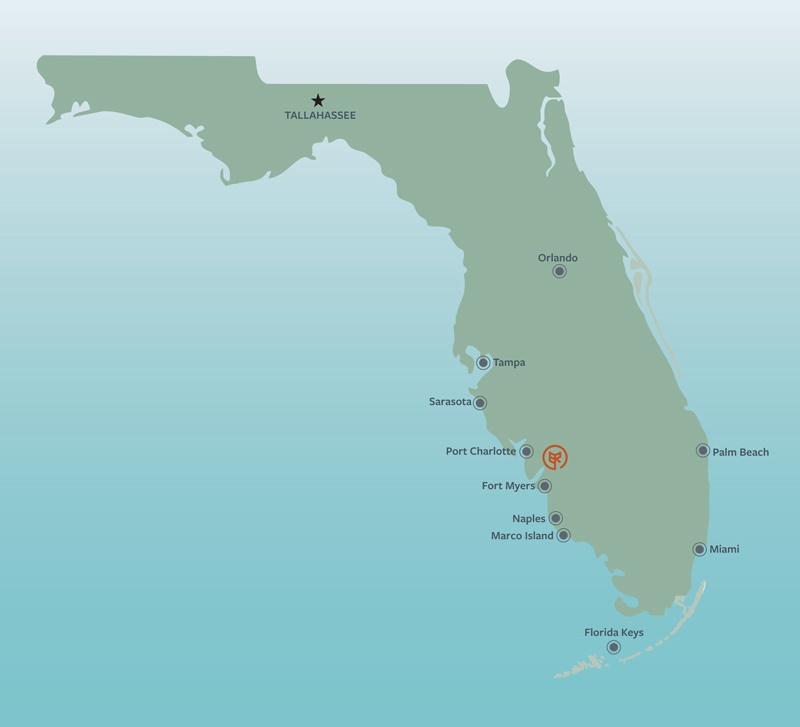 TALLAHASSEE
Orlando
Tampa
Sarasota
Port Charlotte
Palm Beach
Fort Myers
Naples
Marco Island
Miami
Florida Keys